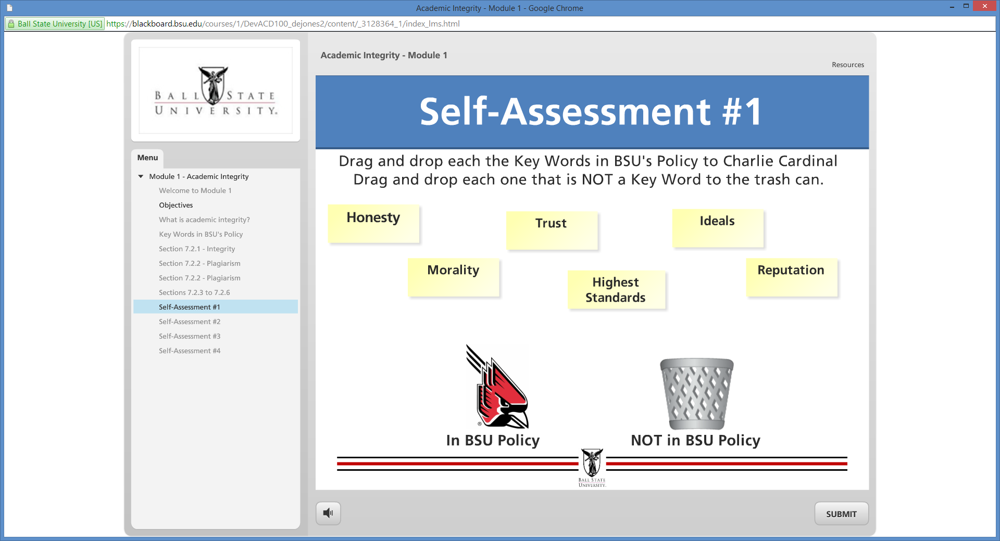 Academic Integrity - Module 1 - Google Chrome
Ball State University [US] https://blackboard.bsu.edu/courses/1/DevACD100_dejones2/content/_3128364_1/index_lms.html
BALL STATE
UNIVERSITY.
Menu
Module 1 - Academic Integrity
Welcome to Module 1
Objectives
What is academic integrity?
Key Words in BSU's Policy
Section 7.2.1 - Integrity
Section 7.2.2 - Plagiarism
Section 7.2.2 - Plagiarism
Sections 7.2.3 to 7.2.6
Self-Assessment #1
Self-Assessment #2
Self-Assessment #3
Self-Assessment #4
Academic Integrity - Module 1
Resources
Self-Assessment #1
Drag and drop each the Key Words in BSU's Policy to Charlie Cardinal
Drag and drop each one that is NOT a Key Word to the trash can.
Honesty
Trust
Ideals
Morality
Highest
Standards
Reputation
®
In BSU Policy
NOT in BSU Policy
BALL STATE
UNIVERSITY.
SUBMIT